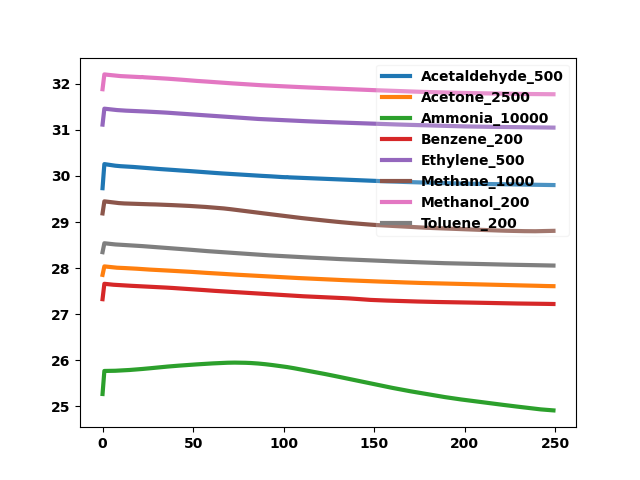 32
31
30
29
28
27
26
25
0 50 100 150 200 250
Acetaldehyde_500
Acetone_2500
Ammonia_10000
Benzene_200
Ethylene_500
Methane_1000
Methanol_200
Toluene_200